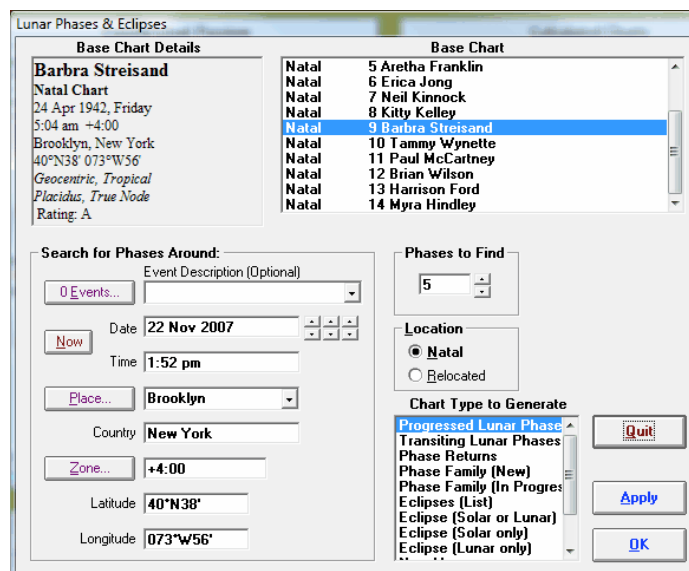 Lunar Phases & Eclipses
Base Chart Details
Barbra Streisand
Natal Chart
24 Apr 1942, Friday
5:04 am +4:00
Brooklyn, New York
40°N38' 073°W56'
Geocentric, Tropical
Placidus, True Node
Rating: A
Base Chart
Natal 5 Aretha Franklin
Natal 6 Erica Jong
Natal 7 Neil Kinnock
Natal 8 Kitty Kelley
Natal 9 Barbra Streisand
Natal 10 Tammy Wynette
Natal 11 Paul McCartney
Natal 12 Brian Wilson
Natal 13 Harrison Ford
Natal 14 Myra Hindley
Search for Phases Around:
Event Description (Optional)
0 Events...
Now
Date 22 Nov 2007
Time 1:52 pm
Place... Brooklyn
Country New York
Zone... +4:00
Latitude 40°N38'
Longitude 073°W56'
Phases to Find
5
Location
Natal
Relocated
Chart Type to Generate
Progressed Lunar Phase
Transiting Lunar Phases
Phase Returns
Phase Family (New)
Phase Family (In Progres
Eclipses (List)
Eclipse (Solar or Lunar)
Eclipse (Solar only)
Eclipse (Lunar only)
Quit
Apply
OK